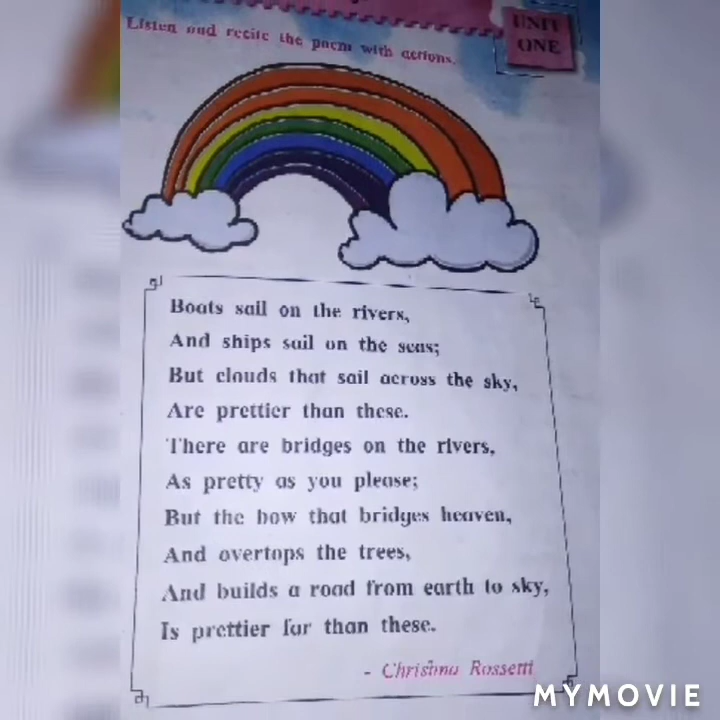 UNIT
ONE
Listen and recite the poem with actions.
Boats sail on the rivers,
And ships sail on the seas;
But clouds that sail across the sky,
Are prettier than these.
There are bridges on the rivers,
As pretty as you please;
But the bow that bridges heaven,
And overtops the trees,
And builds a road from earth to sky,
Is prettier far than these.
- Christina Rossetti
MYMOVIE